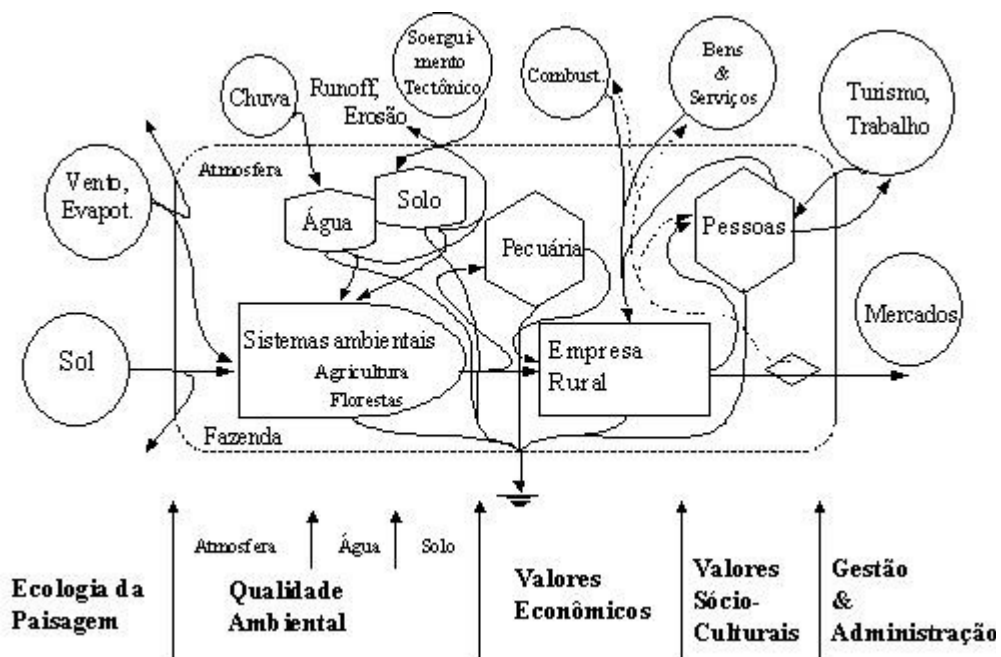 Soergui-
mento
Tectônico
Combust.
Bens
&
Serviços
Chuva
Runoff,
Erosão
Turismo,
Trabalho
Atmosfera
Vento,
Evapot.
Água
Solo
Pecuária
Pessoas
Mercados
Sol
Sistemas ambientais
Agricultura
Florestas
Empresa
Rural
Fazenda
Atmosfera
Água
Solo
Ecologia da
Paisagem
Qualidade
Ambiental
Valores
Econômicos
Valores
Sócio-
Culturais
Gestão
&
Administração